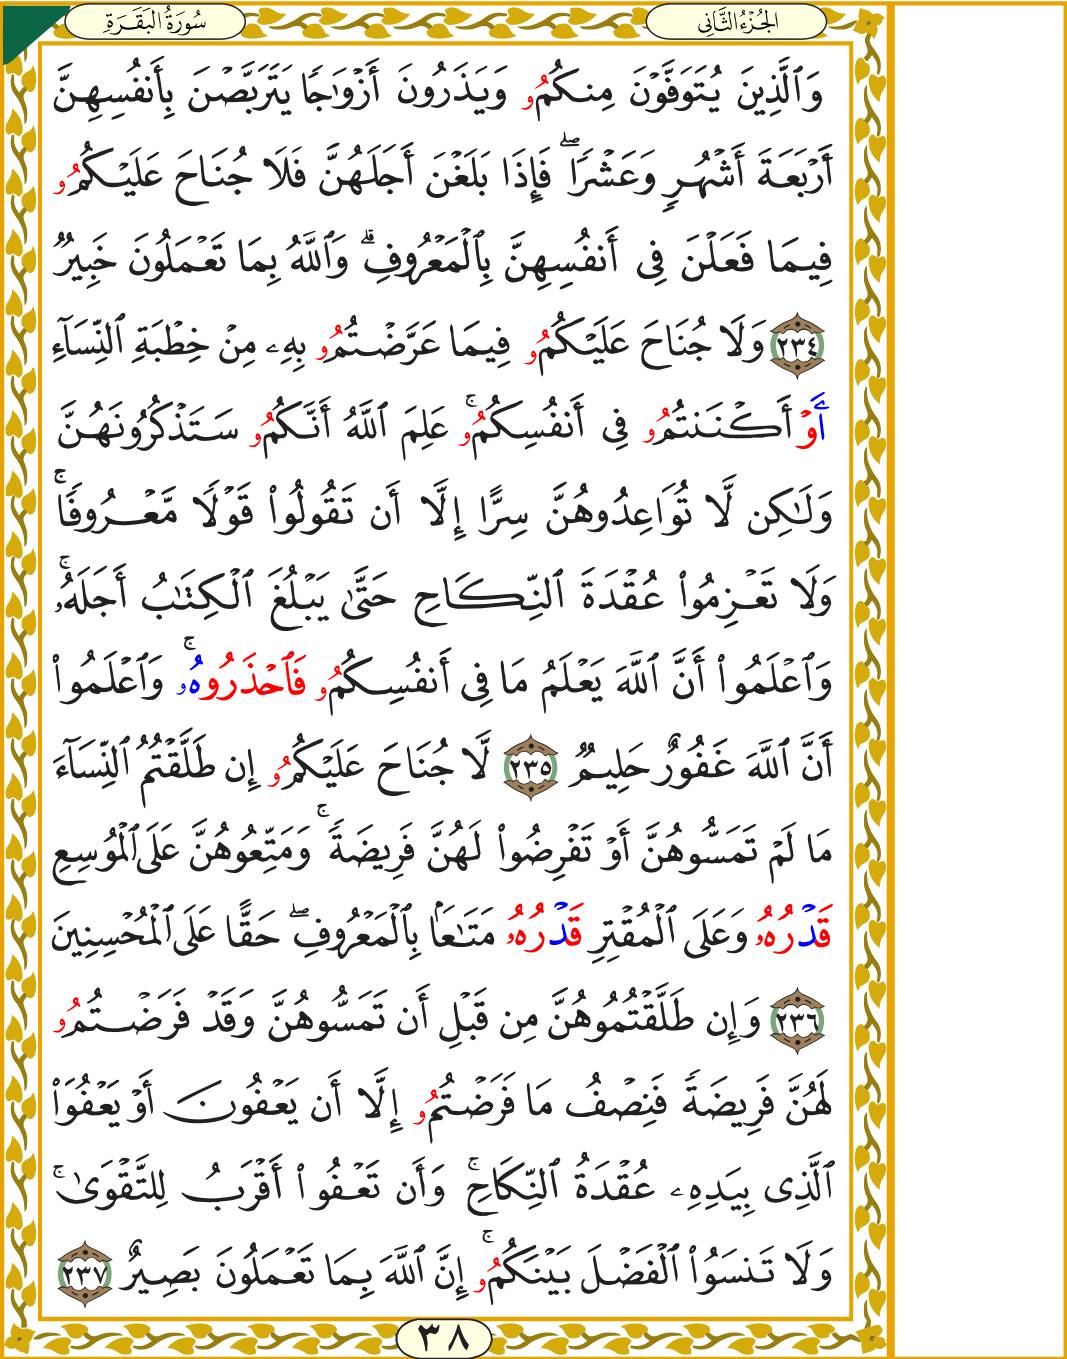 الجُزْءُ الثَّانِي
سُورَةُ البَقَرَةِ
وَٱلَّذِينَ يُتَوَفَّوْنَ مِنكُمُۥ وَيَذَرُونَ أَزْوَٰجًا يَتَرَبَّصْنَ بِأَنفُسِهِنَّ
أَرْبَعَةَ أَشْهُرٍ وَعَشْرًا ۖ فَإِذَا بَلَغْنَ أَجَلَهُنَّ فَلَا جُنَاحَ عَلَيْكُمُۥ
فِيمَا فَعَلْنَ فِى أَنفُسِهِنَّ بِٱلْمَعْرُوفِ ۗ وَٱللَّهُ بِمَا تَعْمَلُونَ خَبِيرٌ
٢٣٤ وَلَا جُنَاحَ عَلَيْكُمُۥ فِيمَا عَرَّضْتُمُۥ بِهِۦ مِنْ خِطْبَةِ ٱلنِّسَآءِ
أَوْ أَكْنَنتُمُۥ فِى أَنفُسِكُمُۥ ۚ عَلِمَ ٱللَّهُ أَنَّكُمُۥ سَتَذْكُرُونَهُنَّ
وَلَٰكِن لَّا تُوَاعِدُوهُنَّ سِرًّا إِلَّا أَن تَقُولُوا۟ قَوْلًا مَّعْرُوفًا ۚ
وَلَا تَعْزِمُوا۟ عُقْدَةَ ٱلنِّكَاحِ حَتَّىٰ يَبْلُغَ ٱلْكِتَٰبُ أَجَلَهُۥ ۚ
وَٱعْلَمُوا۟ أَنَّ ٱللَّهَ يَعْلَمُ مَا فِى أَنفُسِكُمُۥ فَٱحْذَرُوهُۥ ۚ وَٱعْلَمُوا۟
أَنَّ ٱللَّهَ غَفُورٌ حَلِيمٌ ٢٣٥ لَّا جُنَاحَ عَلَيْكُمُۥ إِن طَلَّقْتُمُ ٱلنِّسَآءَ
مَا لَمْ تَمَسُّوهُنَّ أَوْ تَفْرِضُوا۟ لَهُنَّ فَرِيضَةً ۚ وَمَتِّعُوهُنَّ عَلَى ٱلْمُوسِعِ
قَدْرُهُۥ وَعَلَى ٱلْمُقْتِرِ قَدْرُهُۥ مَتَٰعًۢا بِٱلْمَعْرُوفِ ۖ حَقًّا عَلَى ٱلْمُحْسِنِينَ
٢٣٦ وَإِن طَلَّقْتُمُوهُنَّ مِن قَبْلِ أَن تَمَسُّوهُنَّ وَقَدْ فَرَضْتُمُۥ
لَهُنَّ فَرِيضَةً فَنِصْفُ مَا فَرَضْتُمُۥ إِلَّا أَن يَعْفُونَ أَوْ يَعْفُوَا۟
ٱلَّذِى بِيَدِهِۦ عُقْدَةُ ٱلنِّكَاحِ ۚ وَأَن تَعْفُوا۟ أَقْرَبُ لِلتَّقْوَىٰ ۚ
وَلَا تَنسَوُا۟ ٱلْفَضْلَ بَيْنَكُمُۥ ۚ إِنَّ ٱللَّهَ بِمَا تَعْمَلُونَ بَصِيرٌ ٢٣٧
٣٨